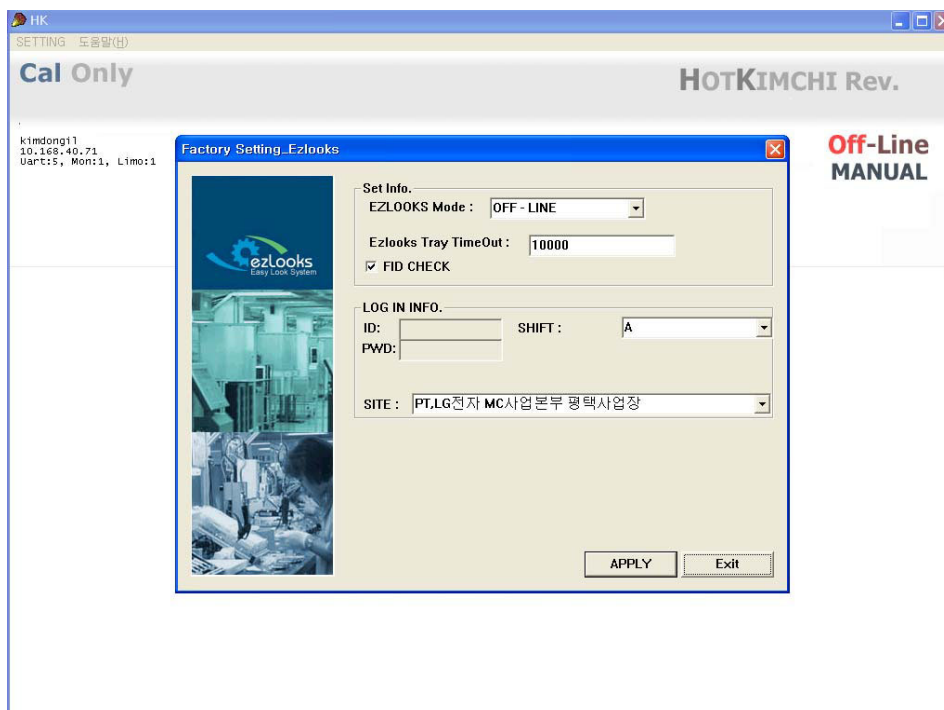 HK
SETTING 도움말(H)
Cal Only
HOTKIMCHI Rev.
kimdongil
10.168.40.71
Uart:5, Mon:1, Limo:1
Off-Line
MANUAL
Factory Setting_Ezlooks
ezLooks
Easy Look System
Set Info.
EZLOOKS Mode : OFF - LINE
Ezlooks Tray TimeOut : 10000
FID CHECK
LOG IN INFO.
ID: SHIFT : A
PWD:
SITE : PT,LG전자 MC사업본부 평택사업장
APPLY Exit